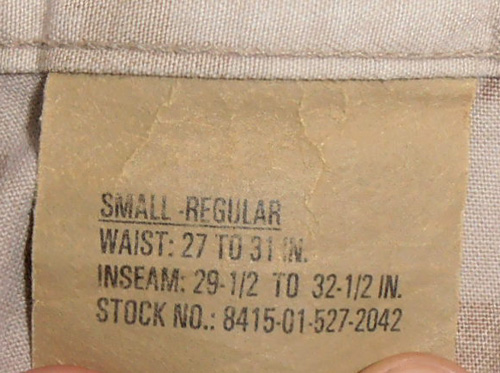 SMALL -REGULAR
WAIST: 27 TO 31 IN.
INSEAM: 29-1/2 TO 32-1/2 IN.
STOCK NO.: 8415-01-527-2042